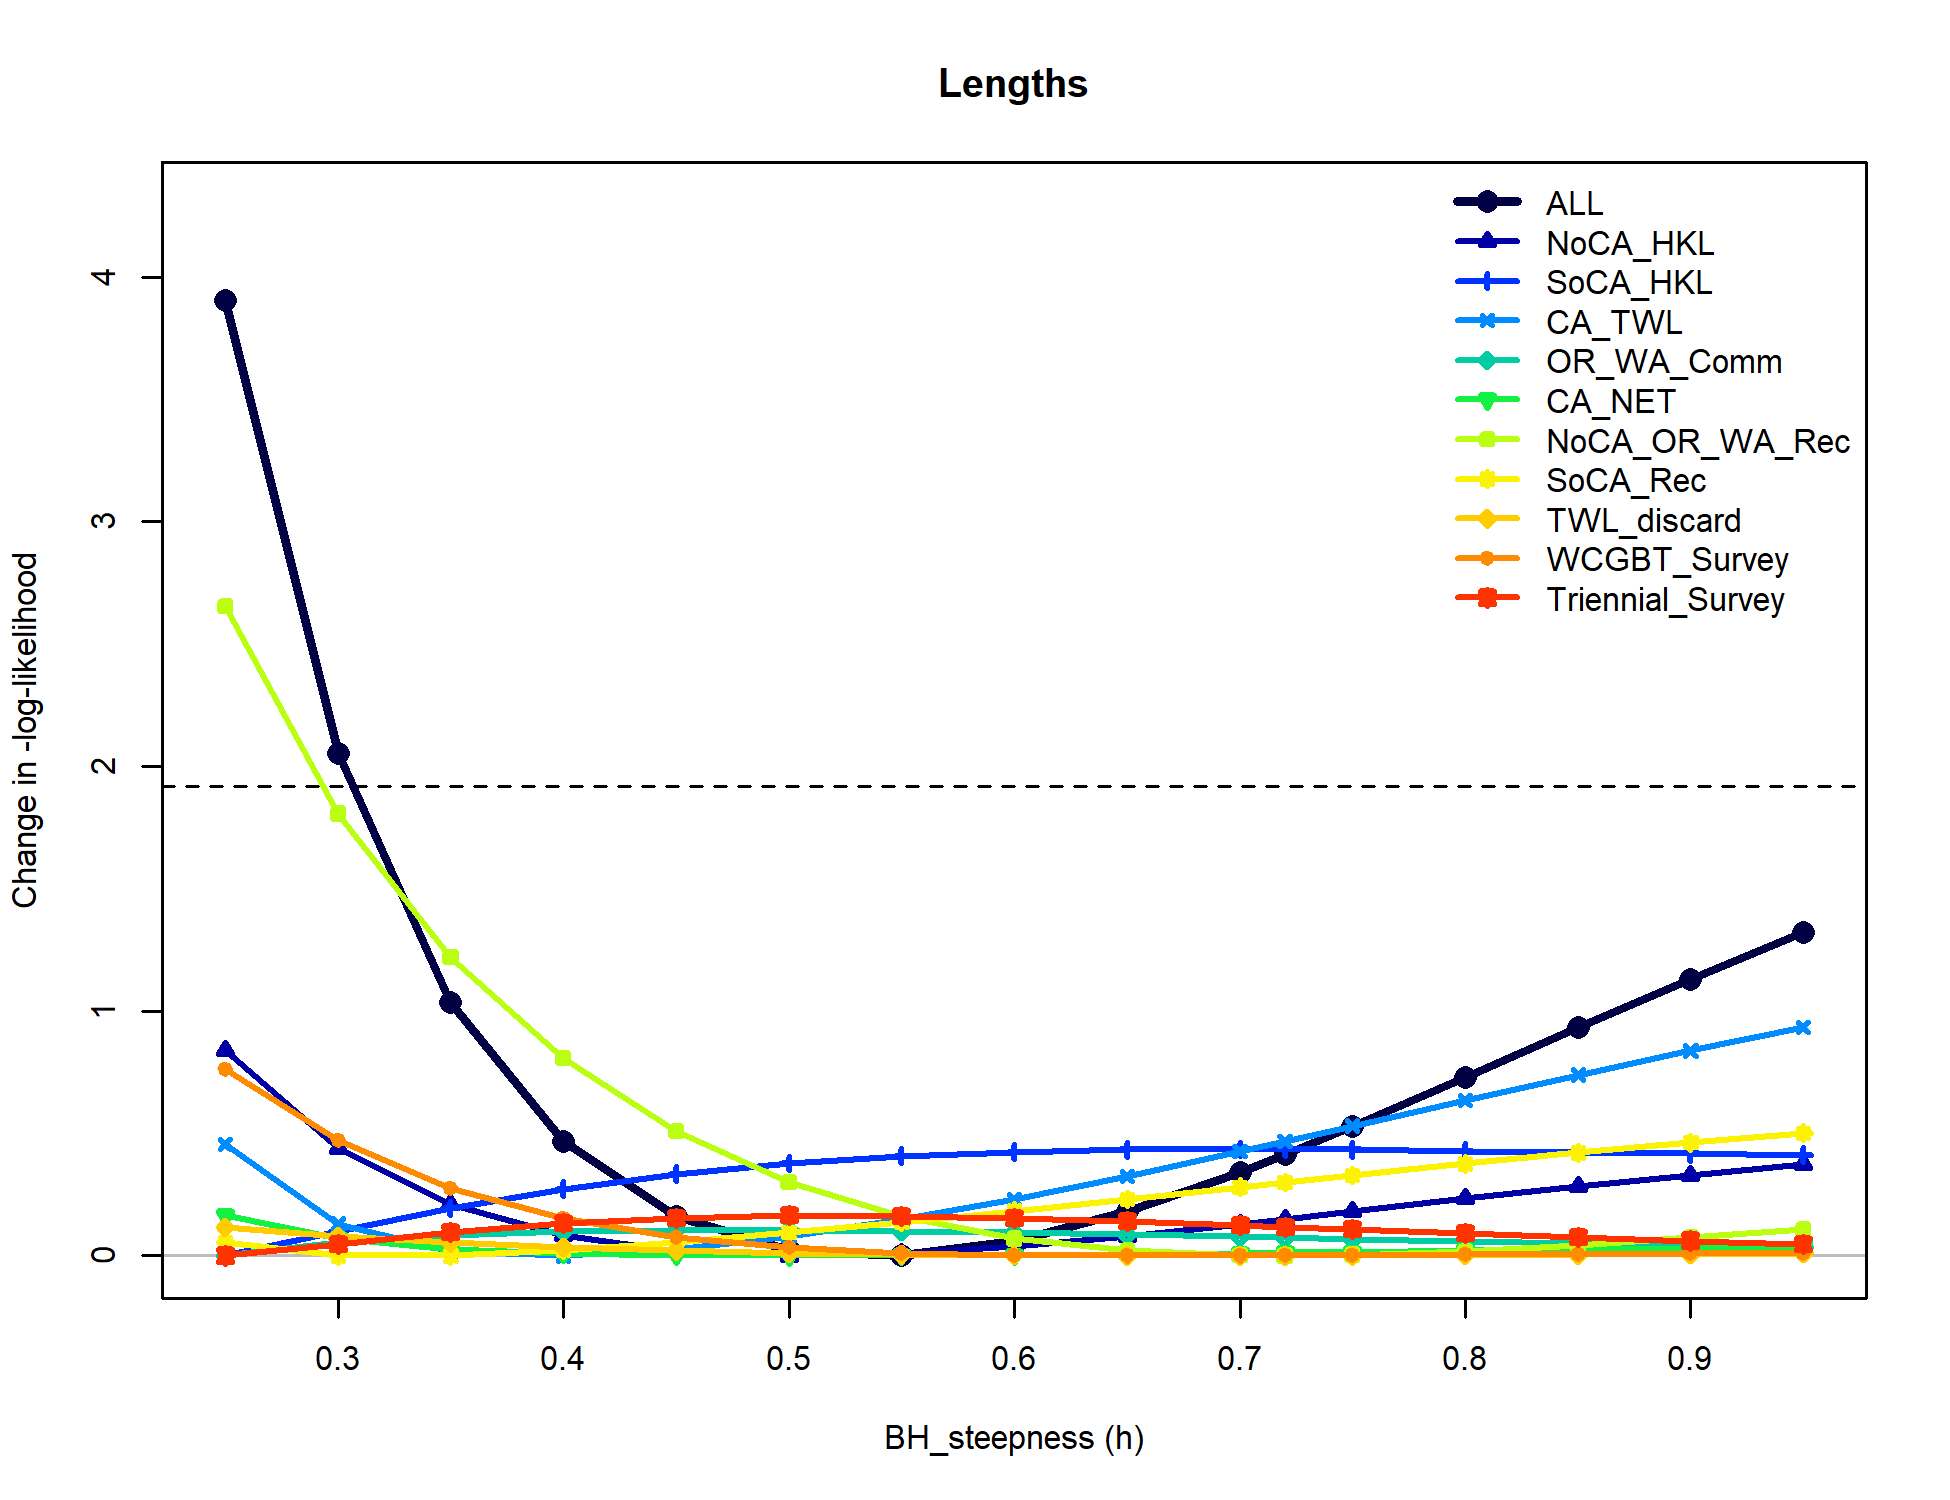 Lengths
Change in -log-likelihood
4
3
2
1
0
ALL
NoCA_HKL
SoCA_HKL
CA_TWL
OR_WA_Comm
CA_NET
NoCA_OR_WA_Rec
SoCA_Rec
TWL_discard
WCGBT_Survey
Triennial_Survey
0.3 0.4 0.5 0.6 0.7 0.8 0.9
BH_steepness (h)